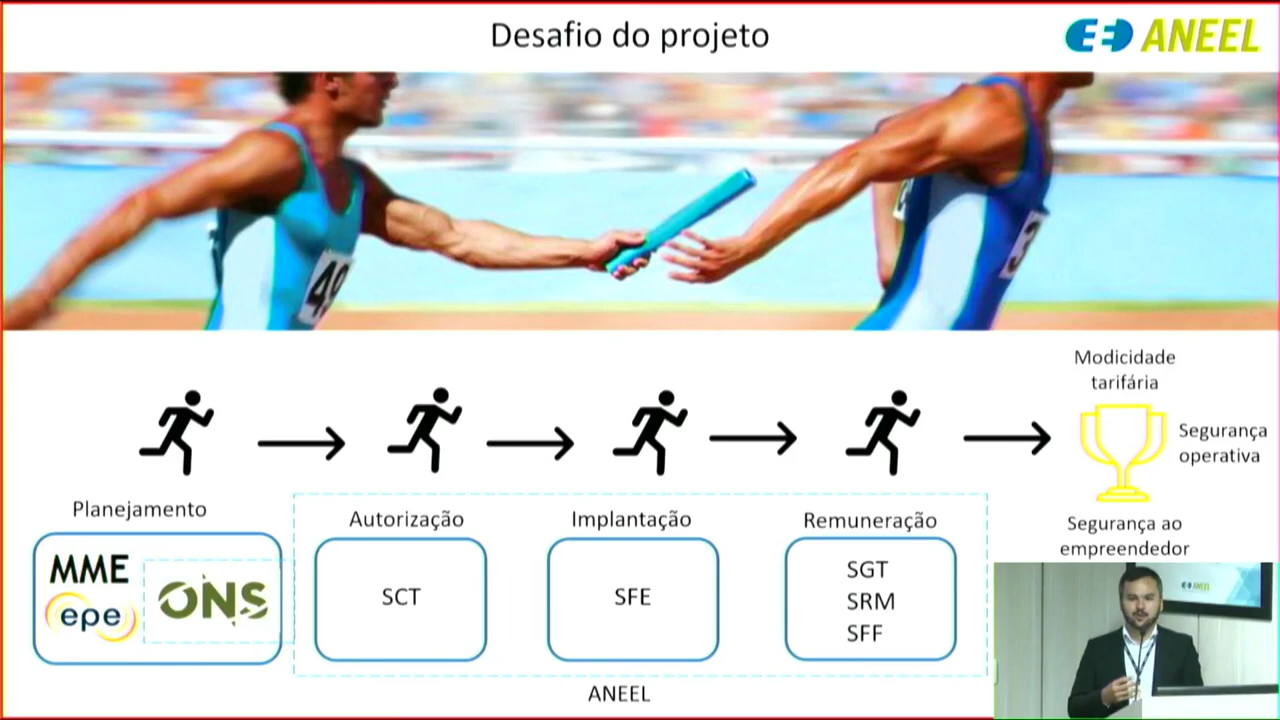 Desafio do projeto
ANEEL
49
3
Modicidade
tarifária
Segurança
operativa
Segurança ao
empreendedor
Planejamento
MME
epe
ONS
Autorização
SCT
Implantação
SFE
Remuneração
SGT
SRM
SFF
ANEEL
ANEEL